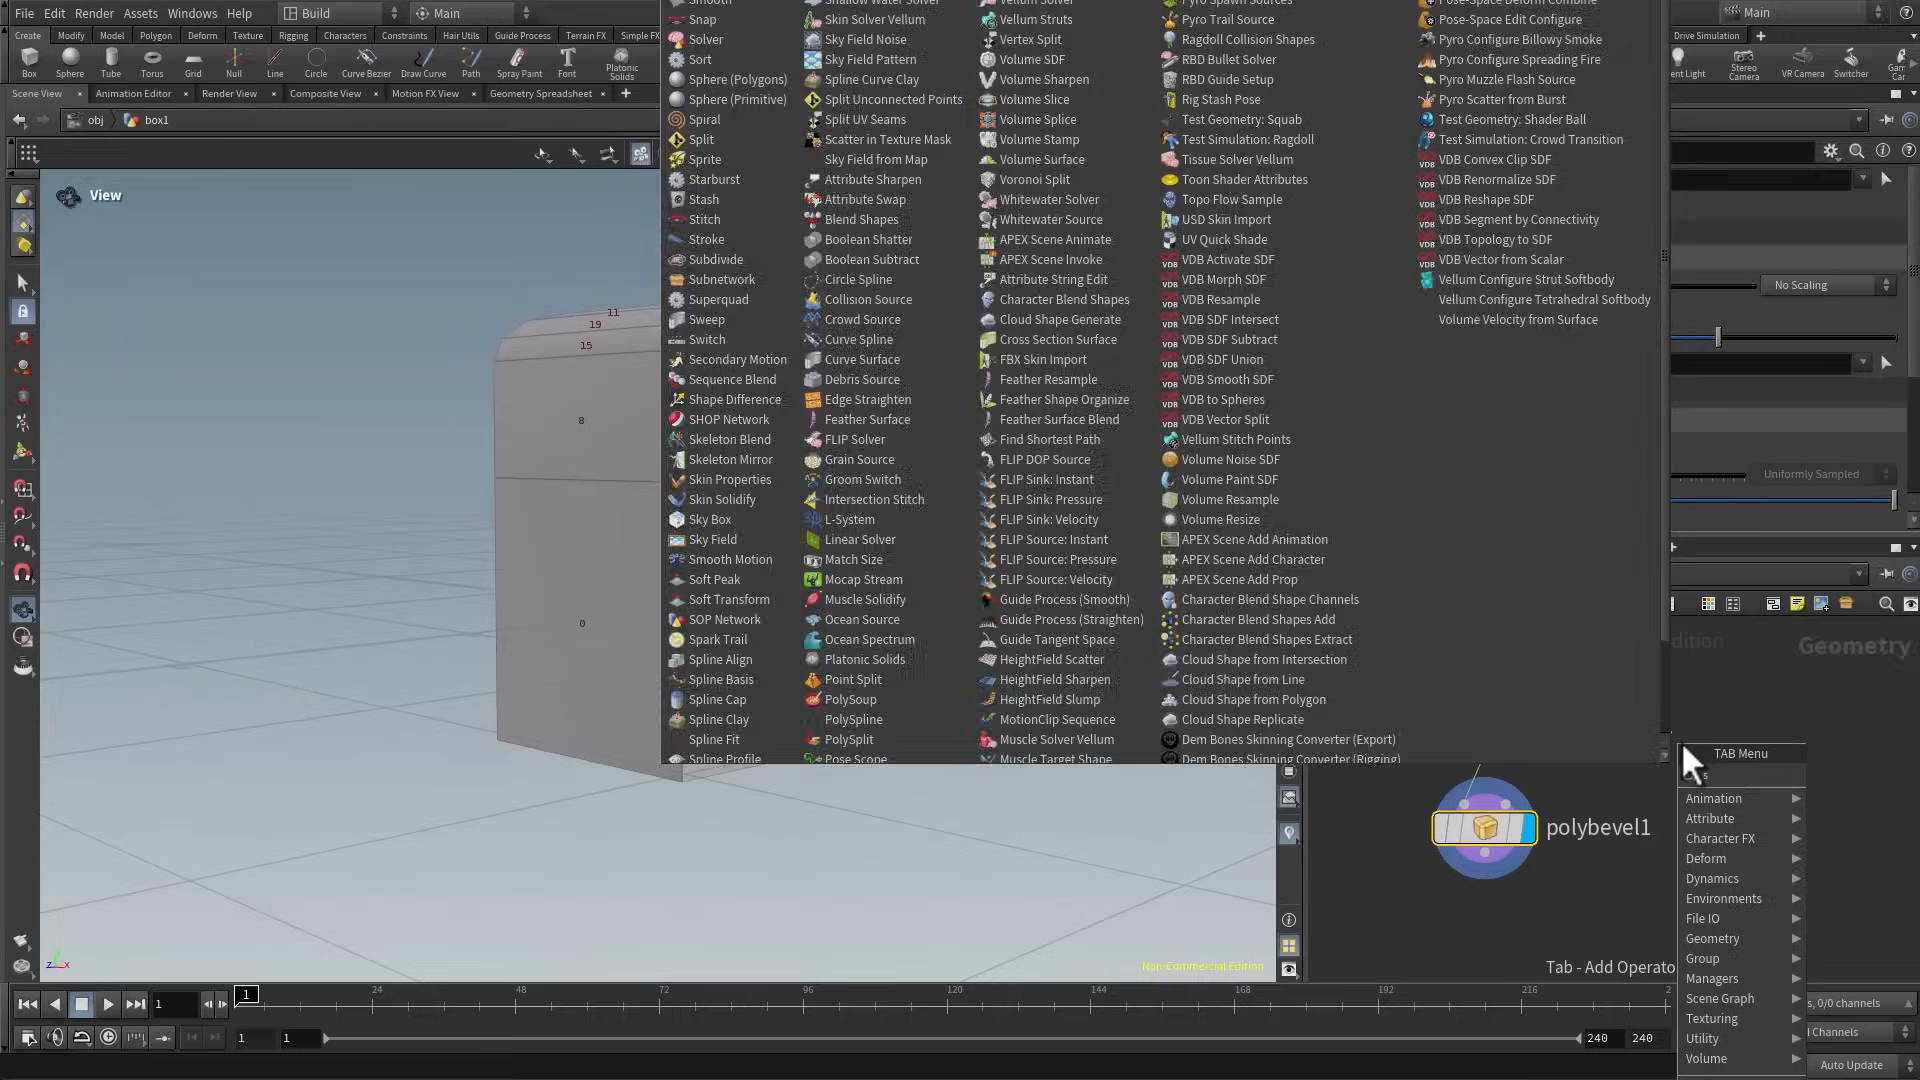 File Edit Render Assets Windows Help Build Main
Main
Create Modify Model Polygon Deform Texture Rigging Characters Constraints Hair Utils Guide Process Terrain FX Simple FX
Drive Simulation
Box Sphere Tube Torus Grid Null Line Circle Curve Bezier Draw Curve Path Spray Paint Font Platonic Solids
Stereo Camera VR Camera Switcher
Scene View Animation Editor Render View Composite View Motion FX View Geometry Spreadsheet
obj box1
View
11
19
15
8
0
Snap
Solver
Sort
Sphere (Polygons)
Sphere (Primitive)
Spiral
Split
Sprite
Starburst
Stash
Stitch
Stroke
Subdivide
Subnetwork
Superquad
Sweep
Switch
Secondary Motion
Sequence Blend
Shape Difference
SHOP Network
Skeleton Blend
Skeleton Mirror
Skin Properties
Skin Solidify
Sky Box
Sky Field
Smooth Motion
Soft Peak
Soft Transform
SOP Network
Spark Trail
Spline Align
Spline Basis
Spline Cap
Spline Clay
Spline Fit
Spline Profile
Skin Solver Vellum
Sky Field Noise
Sky Field Pattern
Spline Curve Clay
Split Unconnected Points
Split UV Seams
Scatter in Texture Mask
Sky Field from Map
Attribute Sharpen
Attribute Swap
Blend Shapes
Boolean Shatter
Boolean Subtract
Circle Spline
Collision Source
Crowd Source
Curve Spline
Curve Surface
Debris Source
Edge Straighten
Feather Surface
FLIP Solver
Grain Source
Groom Switch
Intersection Stitch
L-System
Linear Solver
Match Size
Mocap Stream
Muscle Solidify
Ocean Source
Ocean Spectrum
Platonic Solids
Point Split
PolySoup
PolySpline
PolySplit
Pose Scope
Vellum Struts
Vertex Split
Volume SDF
Volume Sharpen
Volume Slice
Volume Splice
Volume Stamp
Volume Surface
Voronoi Split
Whitewater Solver
Whitewater Source
APEX Scene Animate
APEX Scene Invoke
Attribute String Edit
Character Blend Shapes
Cloud Shape Generate
Cross Section Surface
FBX Skin Import
Feather Resample
Feather Shape Organize
Feather Surface Blend
Find Shortest Path
FLIP DOP Source
FLIP Sink: Instant
FLIP Sink: Pressure
FLIP Sink: Velocity
FLIP Source: Instant
FLIP Source: Pressure
FLIP Source: Velocity
Guide Process (Smooth)
Guide Process (Straighten)
Guide Tangent Space
HeightField Scatter
HeightField Sharpen
HeightField Slump
MotionClip Sequence
Muscle Solver Vellum
Muscle Target Shape
Pyro Trail Source
Ragdoll Collision Shapes
RBD Bullet Solver
RBD Guide Setup
Rig Stash Pose
Test Geometry: Squab
Test Simulation: Ragdoll
Tissue Solver Vellum
Toon Shader Attributes
Topo Flow Sample
USD Skin Import
UV Quick Shade
VDB Activate SDF
VDB Morph SDF
VDB Resample
VDB SDF Intersect
VDB SDF Subtract
VDB SDF Union
VDB Smooth SDF
VDB to Spheres
VDB Vector Split
Vellum Stitch Points
Volume Noise SDF
Volume Paint SDF
Volume Resample
Volume Resize
APEX Scene Add Animation
APEX Scene Add Character
APEX Scene Add Prop
Character Blend Shape Channels
Character Blend Shapes Add
Character Blend Shapes Extract
Cloud Shape from Intersection
Cloud Shape from Line
Cloud Shape from Polygon
Cloud Shape Replicate
Dem Bones Skinning Converter (Export)
Dem Bones Skinning Converter (Rigging)
Pose-Space Edit Configure
Pyro Configure Billowy Smoke
Pyro Configure Spreading Fire
Pyro Muzzle Flash Source
Pyro Scatter from Burst
Test Geometry: Shader Ball
Test Simulation: Crowd Transition
VDB Convex Clip SDF
VDB Renormalize SDF
VDB Reshape SDF
VDB Segment by Connectivity
VDB Topology to SDF
VDB Vector from Scalar
Vellum Configure Strut Softbody
Vellum Configure Tetrahedral Softbody
Volume Velocity from Surface
No Scaling
Uniformly Sampled
Geometry
polybevel1
Tab - Add Operato
TAB Menu
Animation
Attribute
Character FX
Deform
Dynamics
Environments
File IO
Geometry
Group
Managers
Scene Graph
Texturing
Utility
Volume
Non-Commercial Edition
z x
1 1 24 48 72 96 120 144 168 192 216 2
1 1 240 240
s, 0/0 channels
l Channels
Auto Update